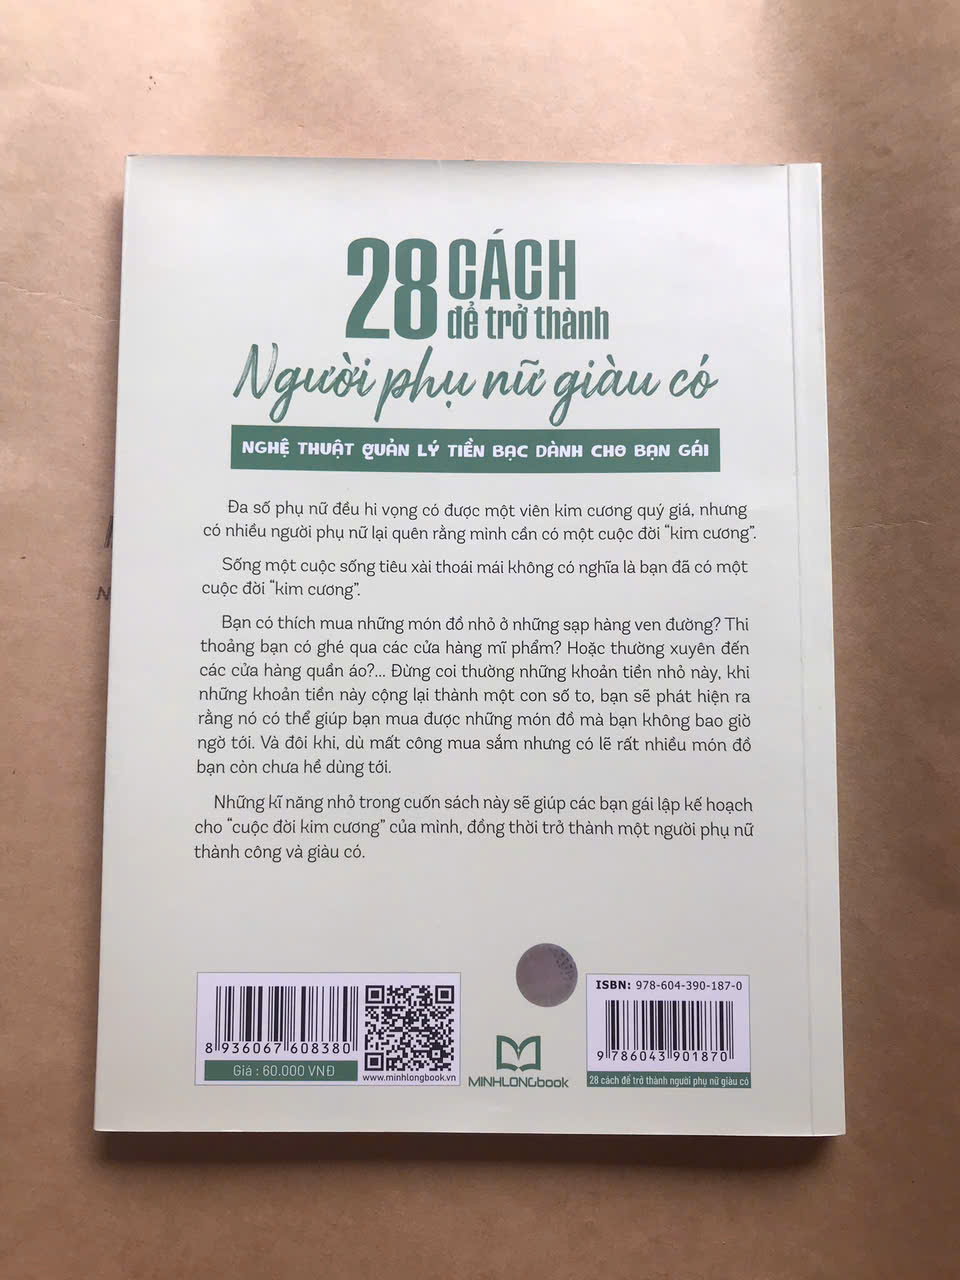 28 CÁCH
để trở thành
Người phụ nữ giàu có
NGHỆ THUẬT QUẢN LÝ TIỀN BẠC DÀNH CHO BẠN GÁI
Đa số phụ nữ đều hi vọng có được một viên kim cương quý giá, nhưng
có nhiều người phụ nữ lại quên rằng mình cần có một cuộc đời “kim cương”.
Sống một cuộc sống tiêu xài thoái mái không có nghĩa là bạn đã có một
cuộc đời “kim cương”.
Bạn có thích mua những món đồ nhỏ ở những sạp hàng ven đường? Thi
thoảng bạn có ghé qua các cửa hàng mĩ phẩm? Hoặc thường xuyên đến
các cửa hàng quần áo?... Đừng coi thường những khoản tiền nhỏ này, khi
những khoản tiền này cộng lại thành một con số to, bạn sẽ phát hiện ra
rằng nó có thể giúp bạn mua được những món đồ mà bạn không bao giờ
ngờ tới. Và đôi khi, dù mất công mua sắm nhưng có lẽ rất nhiều món đồ
bạn còn chưa hề dùng tới.
Những kĩ năng nhỏ trong cuốn sách này sẽ giúp các bạn gái lập kế hoạch
cho “cuộc đời kim cương” của mình, đồng thời trở thành một người phụ nữ
thành công và giàu có.
8 936067 608380
Giá : 60.000 VNĐ
www.minhlongbook.vn
MINHLONGbook
ISBN: 978-604-390-187-0
9 786043 901870
28 cách để trở thành người phụ nữ giàu có